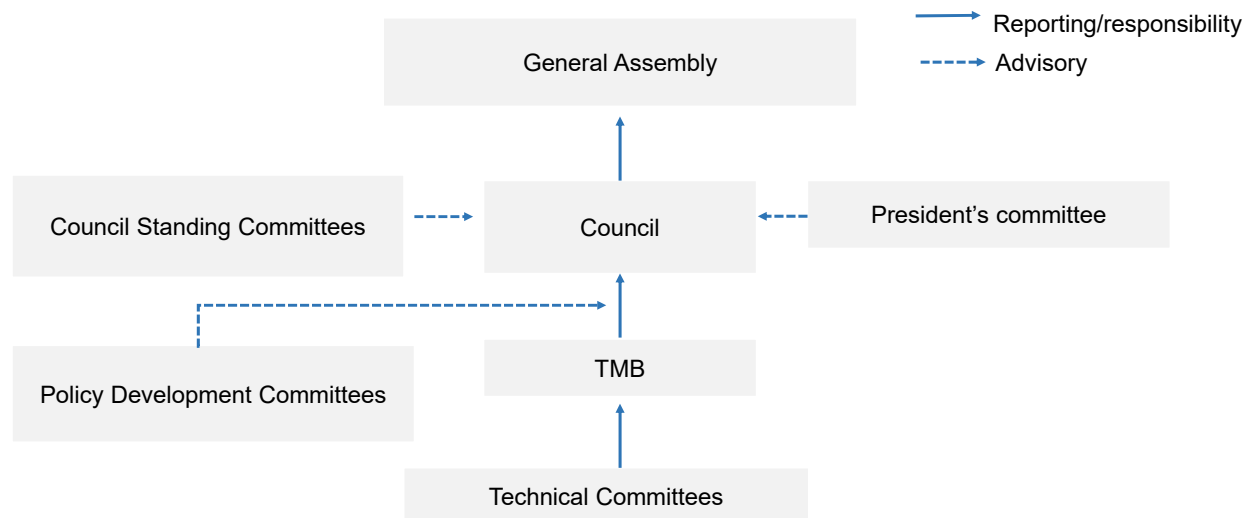 Reporting/responsibility
General Assembly
Advisory
Council Standing Committees
Council
President’s committee
Policy Development Committees
TMB
Technical Committees